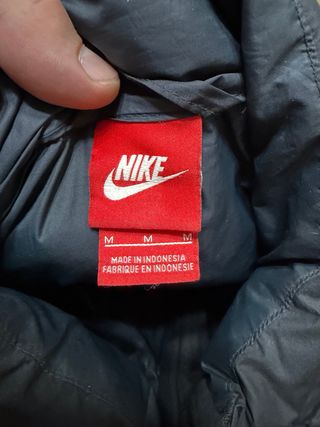 NIKE
M M M
MADE IN INDONESIA
FABRIQUE EN INDONESIE